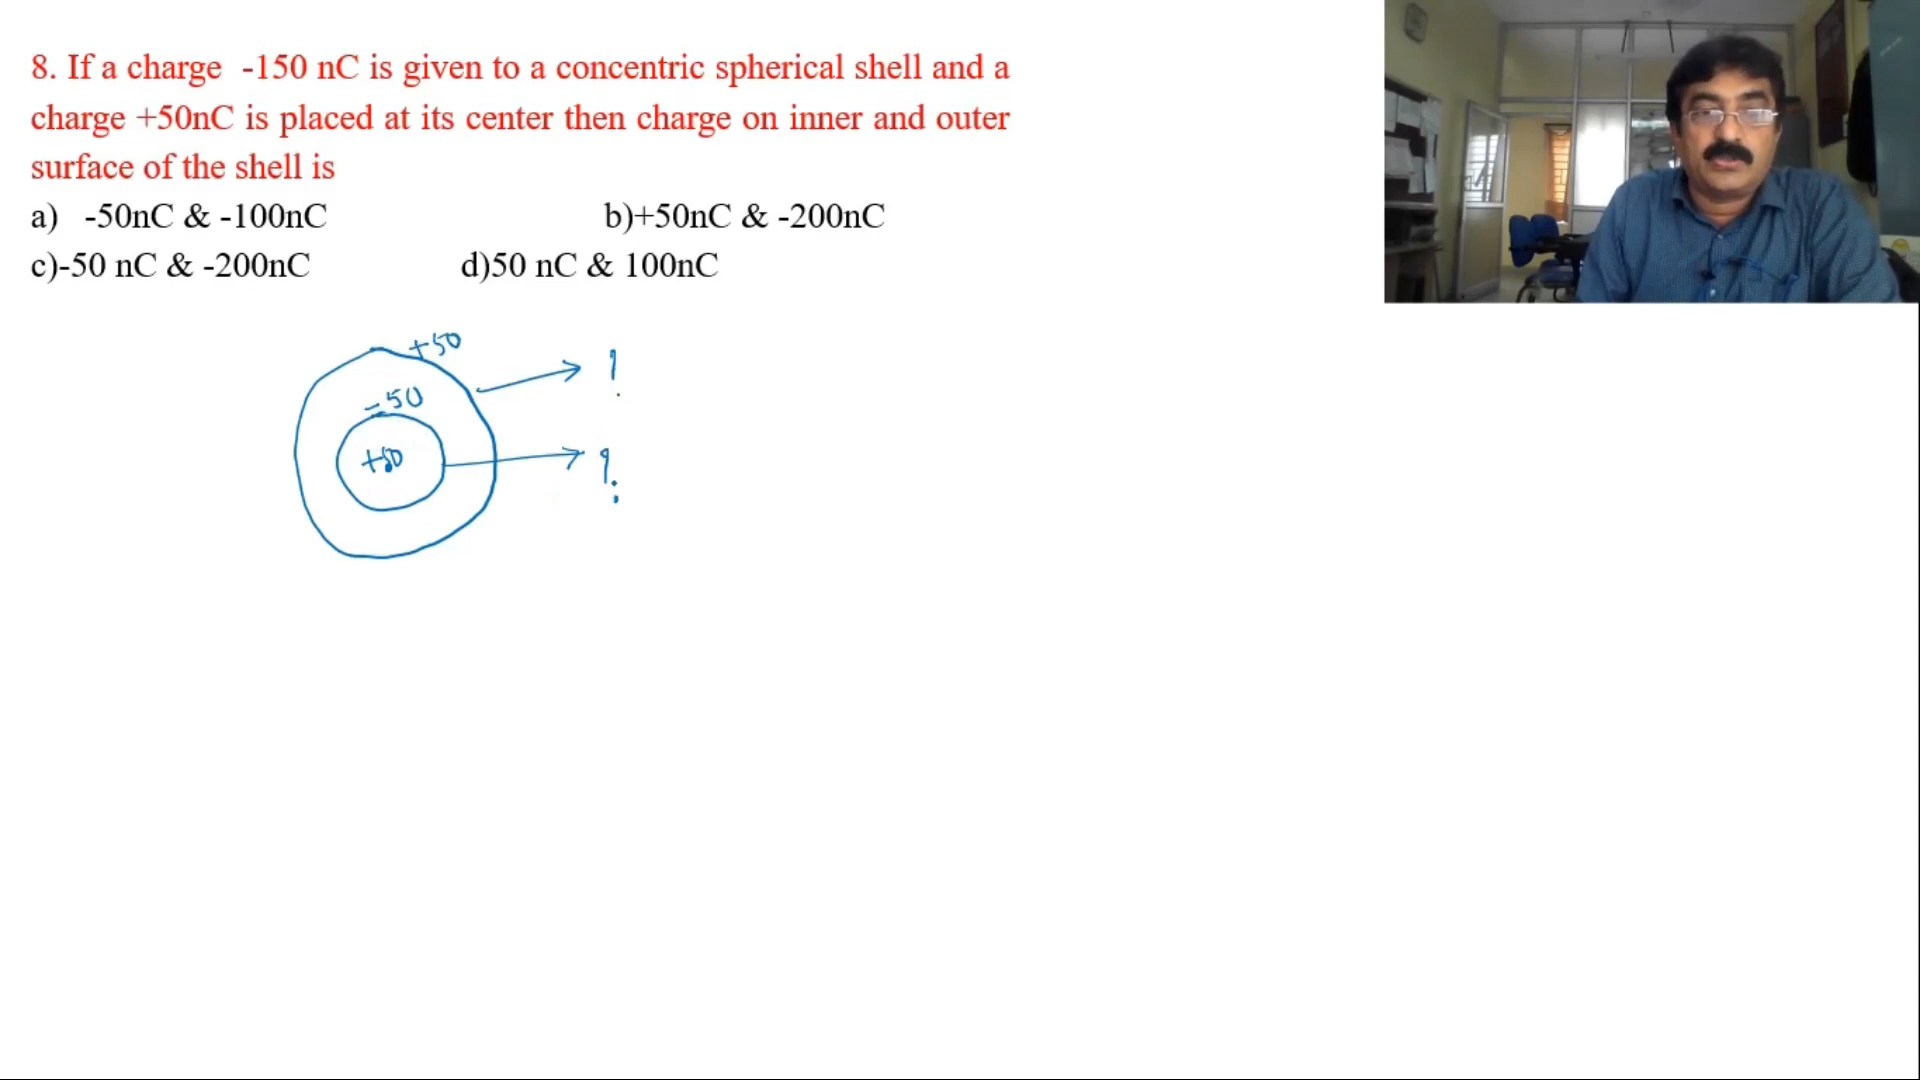 8. If a charge -150 nC is given to a concentric spherical shell and a
charge +50nC is placed at its center then charge on inner and outer
surface of the shell is
a) -50nC & -100nC b)+50nC & -200nC
c)-50 nC & -200nC d)50 nC & 100nC
+50
-50
+50